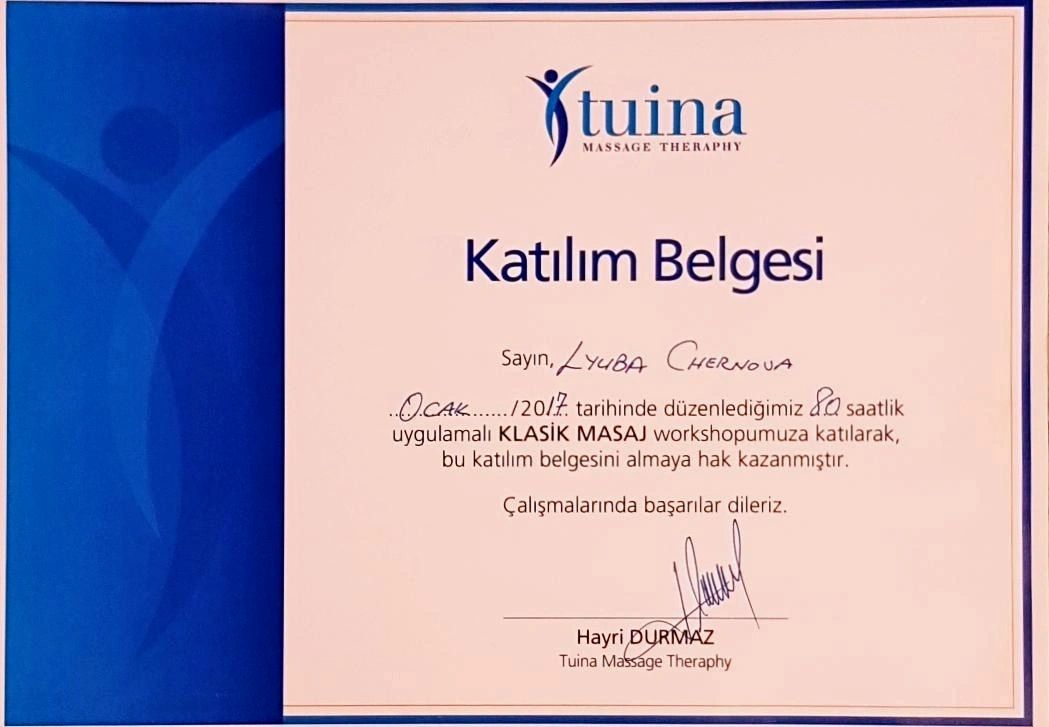 tuina
MASSAGE THERAPHY
Katılım Belgesi
Sayın, LYUBA CHERNOVA
..OCAK....../2017. tarihinde düzenlediğimiz 80 saatlik
uygulamalı KLASİK MASAJ workshopumuza katılarak,
bu katılım belgesini almaya hak kazanmıştır.
Çalışmalarında başarılar dileriz.
Hayri DURMAZ
Tuina Massage Theraphy